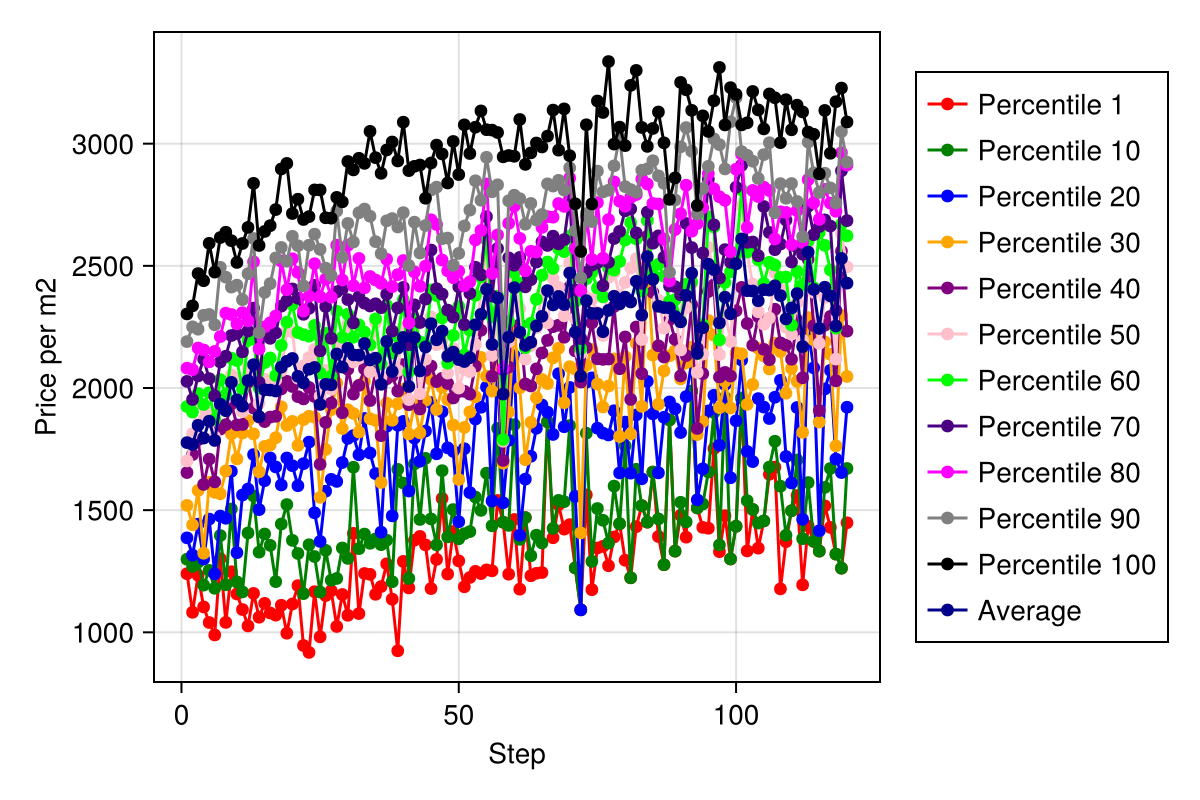 Price per m2
3000
2500
2000
1500
1000
0
50
100
Step
Percentile 1
Percentile 10
Percentile 20
Percentile 30
Percentile 40
Percentile 50
Percentile 60
Percentile 70
Percentile 80
Percentile 90
Percentile 100
Average